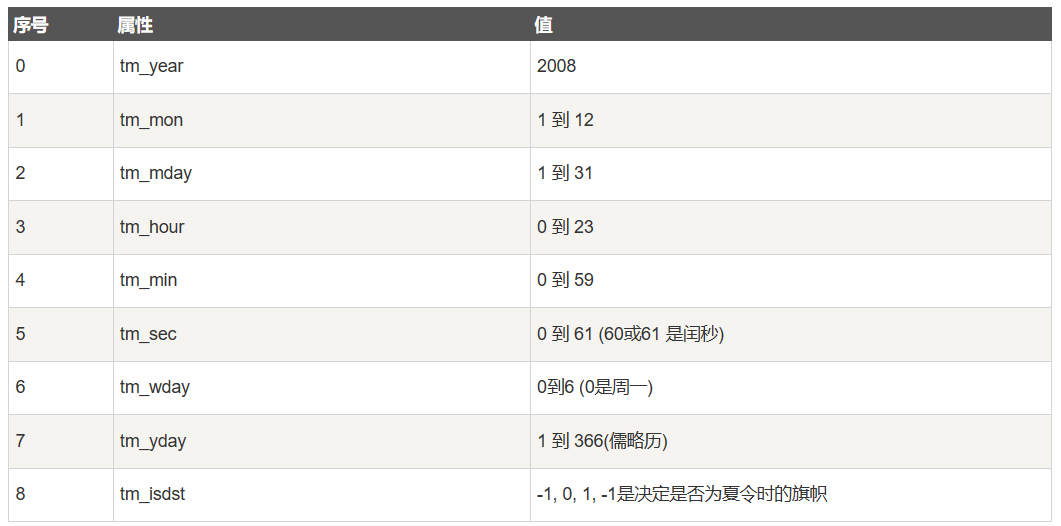 序号 属性 值
0 tm_year 2008
1 tm_mon 1 到 12
2 tm_mday 1 到 31
3 tm_hour 0 到 23
4 tm_min 0 到 59
5 tm_sec 0 到 61 (60或61 是闰秒)
6 tm_wday 0到6 (0是周一)
7 tm_yday 1 到 366(儒略历)
8 tm_isdst -1, 0, 1, -1是决定是否为夏令时的旗帜